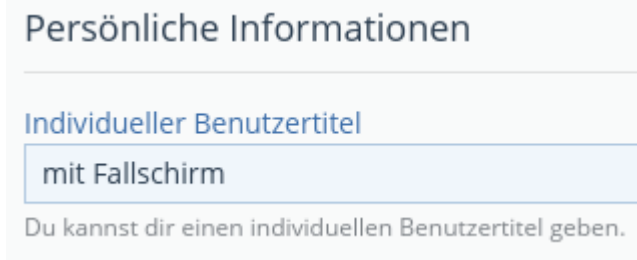 Persönliche Informationen
Individueller Benutzertitel
mit Fallschirm
Du kannst dir einen individuellen Benutzertitel geben.